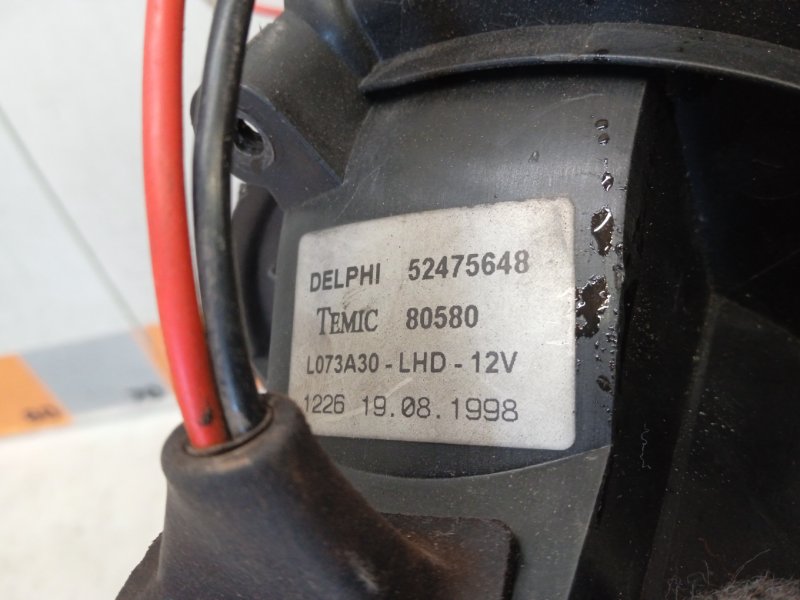 DELPHI 52475648
TEMIC 80580
L073A30 - LHD - 12V
1226 19.08.1998